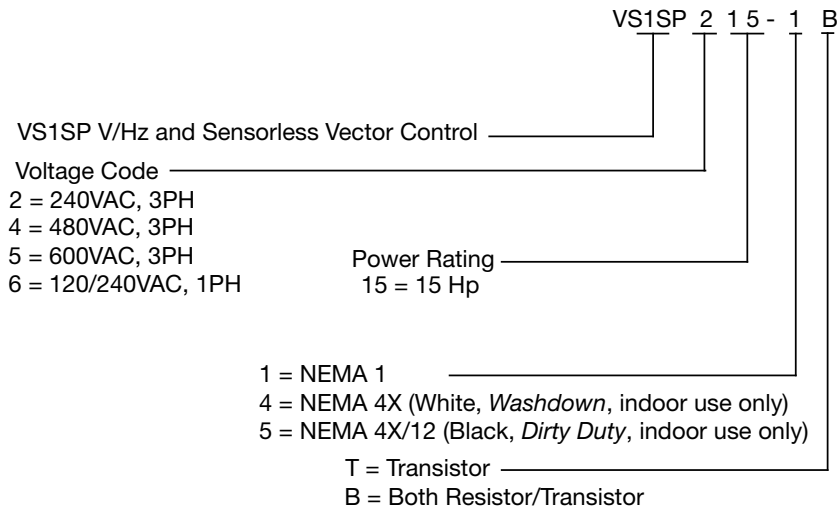 VS1SP 2 1 5 - 1 B
VS1SP V/Hz and Sensorless Vector Control
Voltage Code
2 = 240VAC, 3PH
4 = 480VAC, 3PH
5 = 600VAC, 3PH
6 = 120/240VAC, 1PH
Power Rating
15 = 15 Hp
1 = NEMA 1
4 = NEMA 4X (White, Washdown, indoor use only)
5 = NEMA 4X/12 (Black, Dirty Duty, indoor use only)
T = Transistor
B = Both Resistor/Transistor